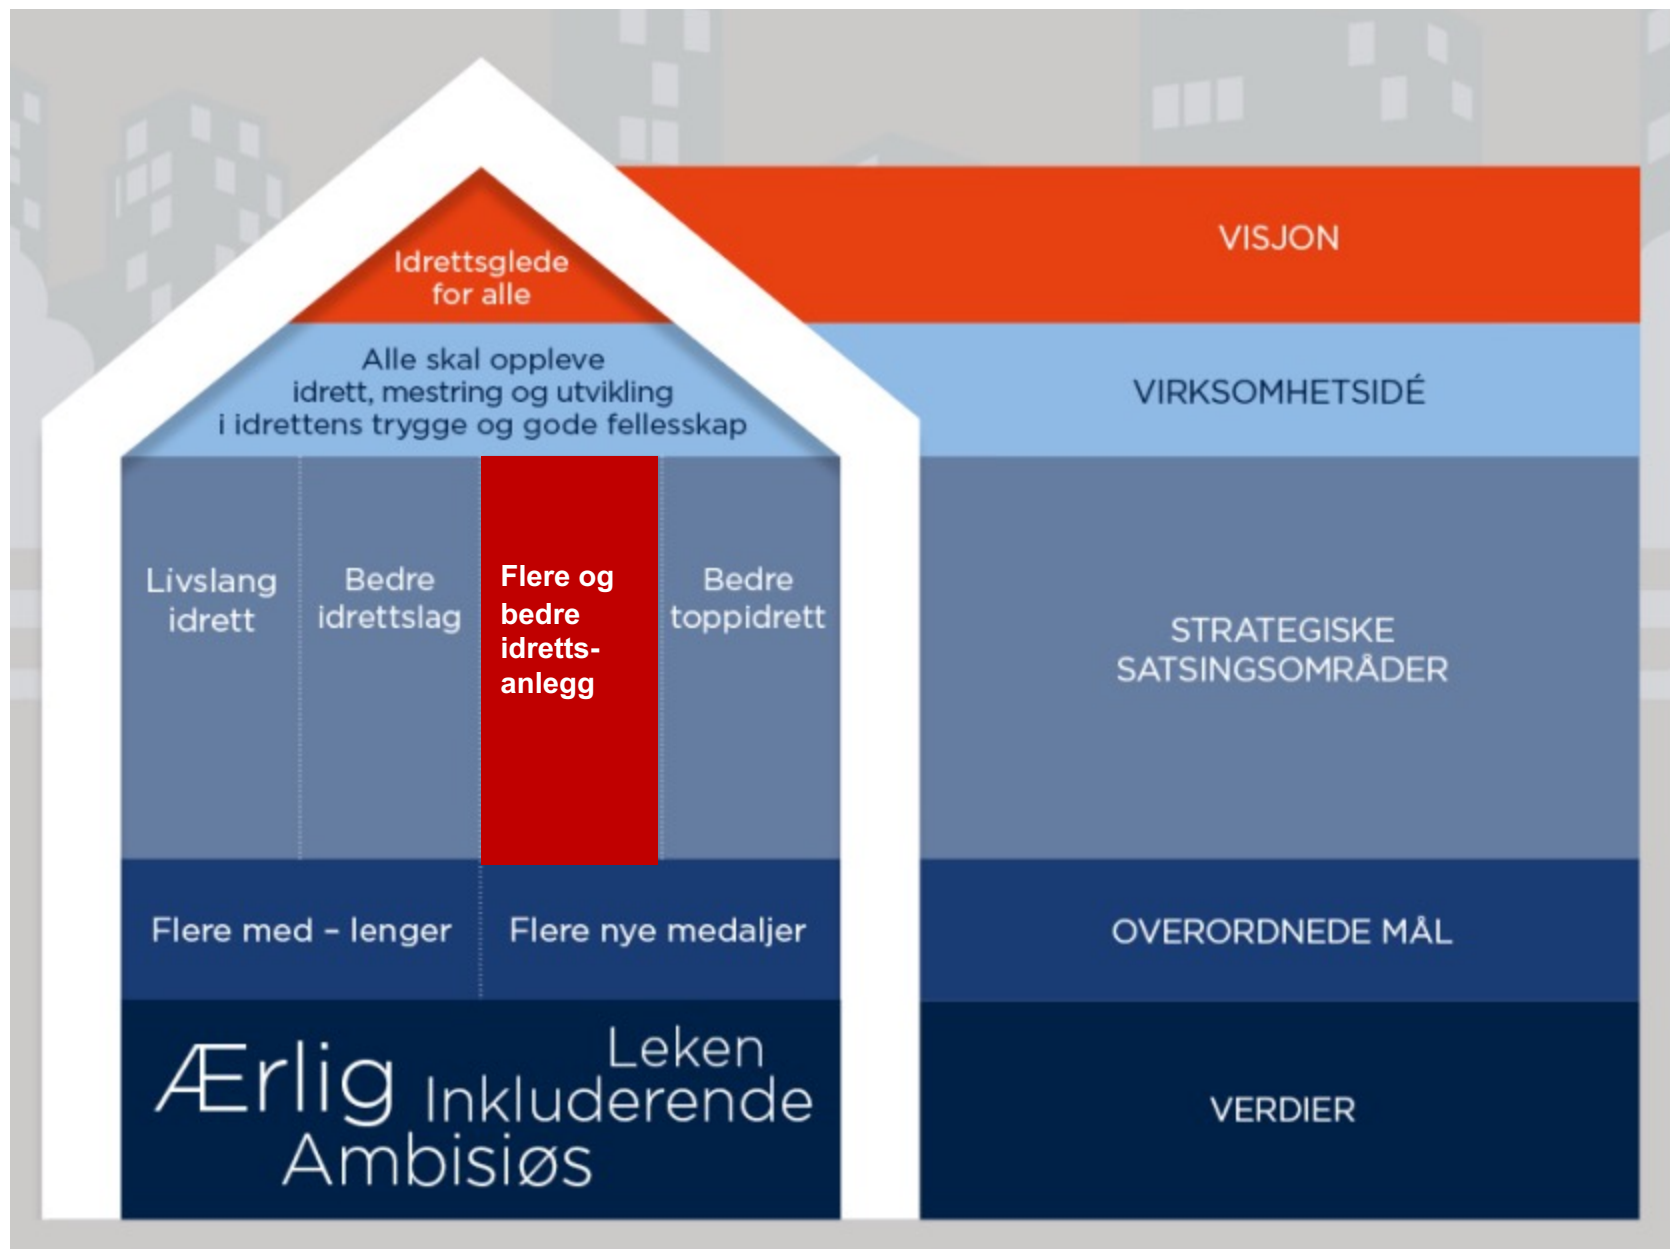 Idrettsglede
for alle
VISJON
Alle skal oppleve
idrett, mestring og utvikling
i idrettens trygge og gode fellesskap
VIRKSOMHETSIDÉ
Livslang
idrett
Bedre
idrettslag
Flere og
bedre
idretts-
anlegg
Bedre
toppidrett
STRATEGISKE
SATSINGSOMRÅDER
Flere med – lenger
Flere nye medaljer
OVERORDNEDE MÅL
Ærlig
Leken
Inkluderende
Ambisiøs
VERDIER